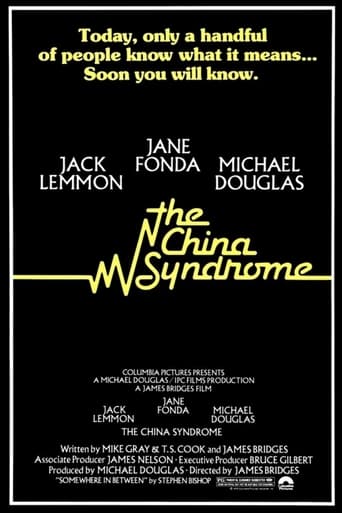 Today, only a handful
of people know what it means...
Soon you will know.
JACK LEMMON
JANE FONDA
MICHAEL DOUGLAS
the
China
Syndrome
COLUMBIA PICTURES PRESENTS
A MICHAEL DOUGLAS / IPC FILMS PRODUCTION
A JAMES BRIDGES FILM
JACK LEMMON
JANE FONDA
MICHAEL DOUGLAS
THE CHINA SYNDROME
Written by MIKE GRAY & T.S. COOK and JAMES BRIDGES
Associate Producer JAMES NELSON · Executive Producer BRUCE GILBERT
Produced by MICHAEL DOUGLAS · Directed by JAMES BRIDGES
"SOMEWHERE IN BETWEEN" by STEPHEN BISHOP
PG